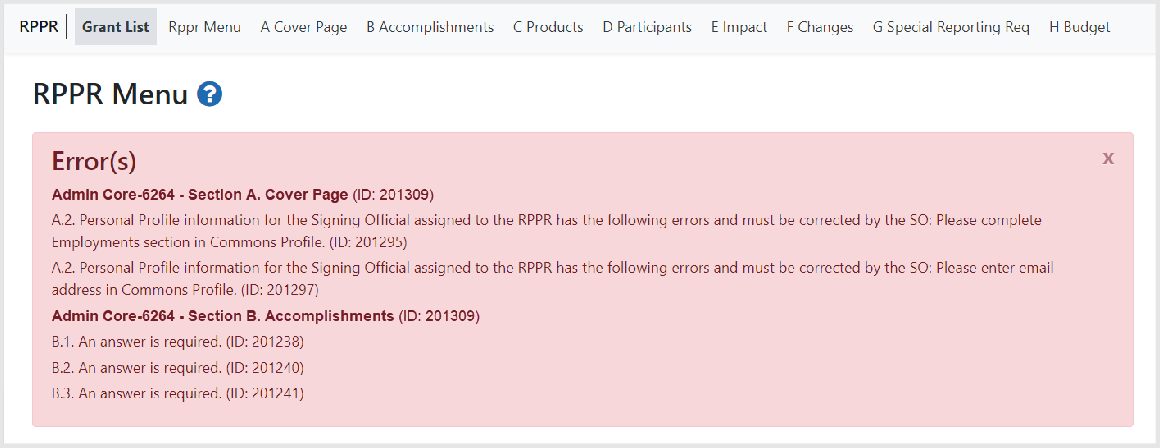 RPPR Grant List Rppr Menu A Cover Page B Accomplishments C Products D Participants E Impact F Changes G Special Reporting Req H Budget
RPPR Menu ?
Error(s) X
Admin Core-6264 - Section A. Cover Page (ID: 201309)
A.2. Personal Profile information for the Signing Official assigned to the RPPR has the following errors and must be corrected by the SO: Please complete
Employments section in Commons Profile. (ID: 201295)
A.2. Personal Profile information for the Signing Official assigned to the RPPR has the following errors and must be corrected by the SO: Please enter email
address in Commons Profile. (ID: 201297)
Admin Core-6264 - Section B. Accomplishments (ID: 201309)
B.1. An answer is required. (ID: 201238)
B.2. An answer is required. (ID: 201240)
B.3. An answer is required. (ID: 201241)